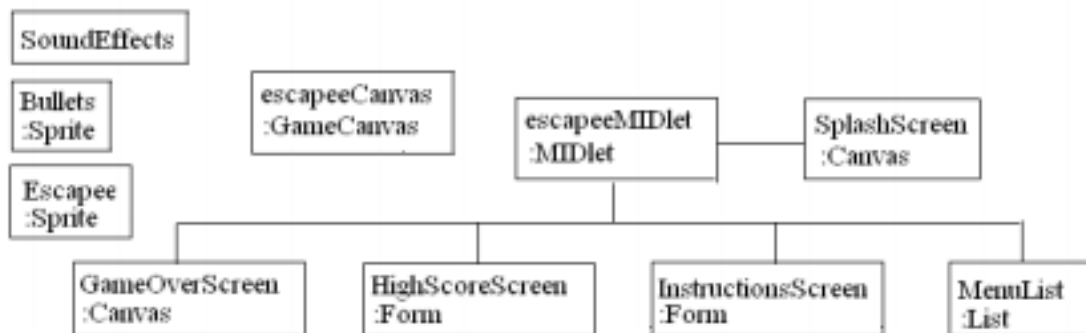 SoundEffects
Bullets
:Sprite
Escapee
:Sprite
escapeeCanvas
:GameCanvas
escapeeMIDlet
:MIDlet
SplashScreen
:Canvas
GameOverScreen
:Canvas
HighScoreScreen
:Form
InstructionsScreen
:Form
MenuList
:List